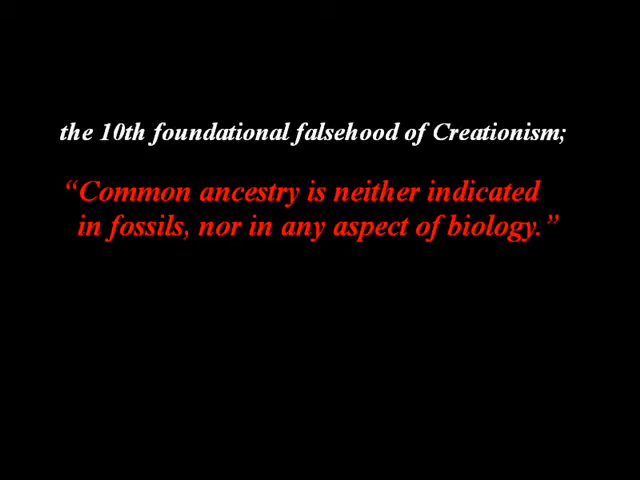 the 10th foundational falsehood of Creationism;
“Common ancestry is neither indicated
in fossils, nor in any aspect of biology.”